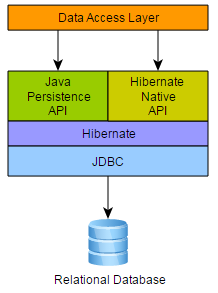 Data Access Layer
Java
Persistence
API
Hibernate
Native
API
Hibernate
JDBC
Relational Database